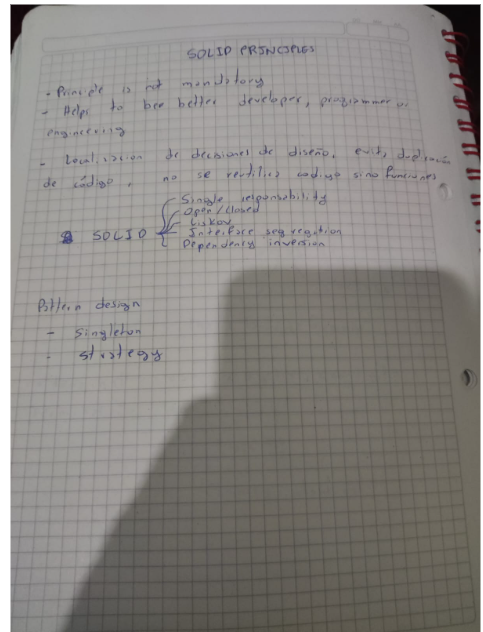 SOLID PRINCIPLES
- Principle is not mandatory
- Helps to bee better developer, programmer or
engineering
- Localización de decisiones de diseño, evita duplicación
de código, no se reutiliza codigo sino funciones
SOLID
Single responsability
Open/closed
Liskov
Interface segregation
Dependency inversion
Pattern design
- Singleton
- strategy